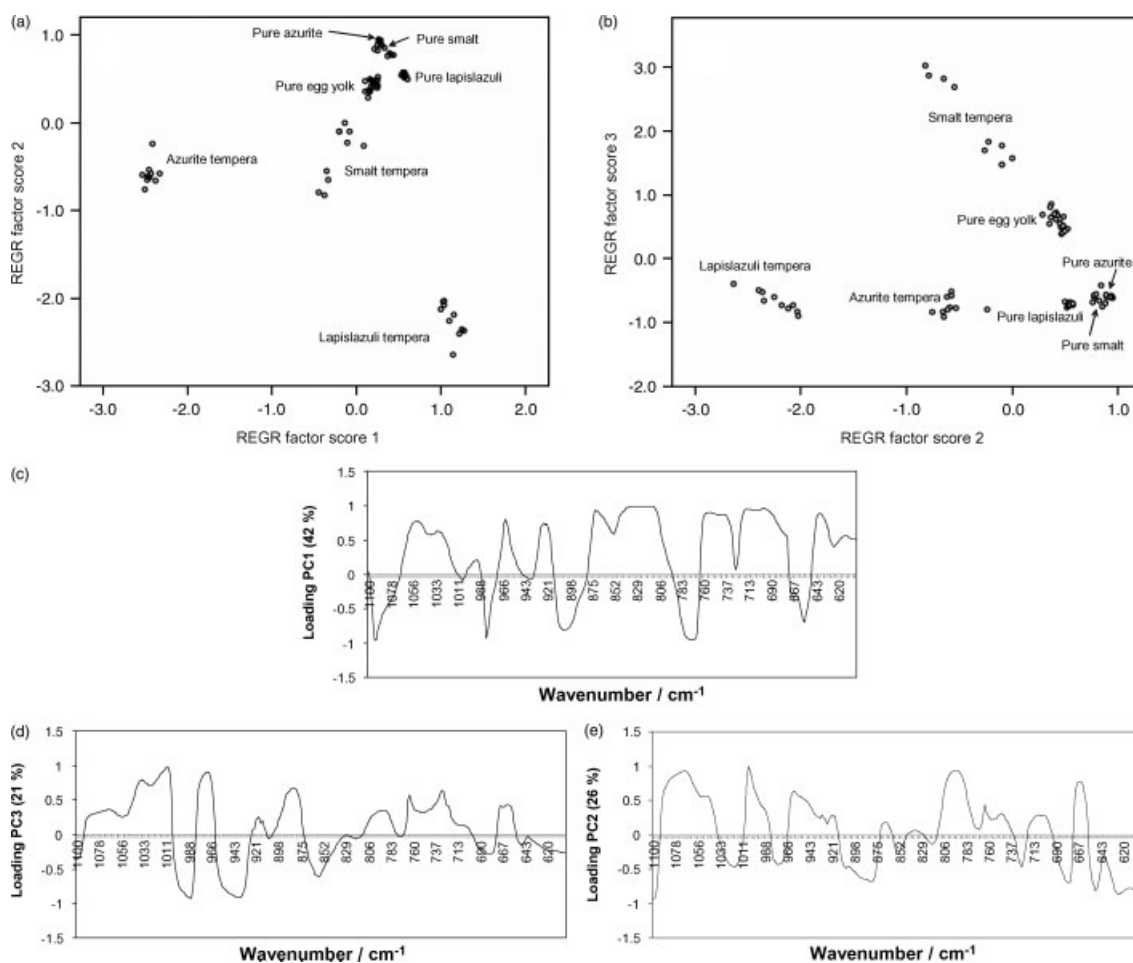 (a)
1.0
0.0
-1.0
-2.0
-3.0
REGR factor score 2
Pure azurite
Pure smalt
Pure lapislazuli
Pure egg yolk
Azurite tempera
Smalt tempera
Lapislazuli tempera
-3.0 -2.0 -1.0 0.0 1.0 2.0
REGR factor score 1
(b)
3.0
2.0
1.0
0.0
-1.0
-2.0
REGR factor score 3
Smalt tempera
Pure egg yolk
Pure azurite
Lapislazuli tempera
Azurite tempera
Pure lapislazuli
Pure smalt
-3.0 -2.0 -1.0 0.0 1.0
REGR factor score 2
(c)
Loading PC1 (42 %)
1.5
1
0.5
0
-0.5
-1
-1.5
1100 1078 1056 1033 1011 988 966 943 921 898 875 852 829 806 783 760 737 713 690 667 643 620
Wavenumber / cm-1
(d)
Loading PC3 (21 %)
1.5
1
0.5
0
-0.5
-1
-1.5
1100 1078 1056 1033 1011 988 966 943 921 898 875 852 829 806 783 760 737 713 690 667 643 620
Wavenumber / cm-1
(e)
Loading PC2 (26 %)
1.5
1
0.5
0
-0.5
-1
-1.5
1100 1078 1056 1033 1011 988 966 943 921 898 875 852 829 806 783 760 737 713 690 667 643 620
Wavenumber / cm-1